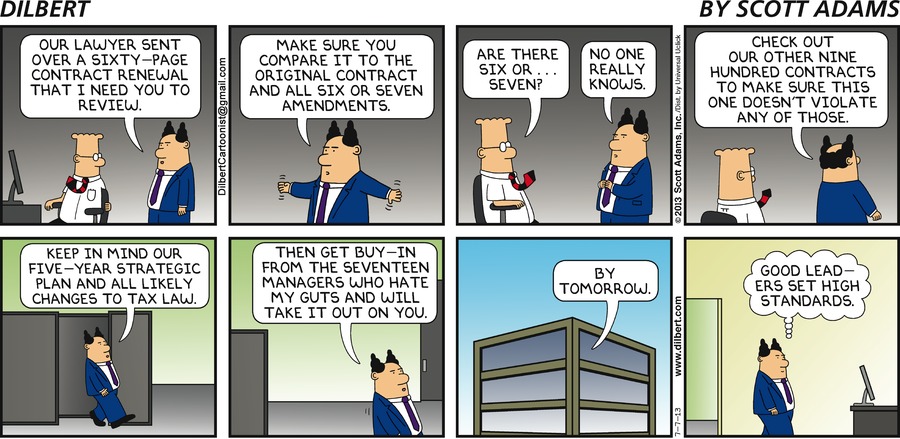 DILBERT
BY SCOTT ADAMS
OUR LAWYER SENT
OVER A SIXTY-PAGE
CONTRACT RENEWAL
THAT I NEED YOU TO
REVIEW.
DilbertCartoonist@gmail.com
MAKE SURE YOU
COMPARE IT TO THE
ORIGINAL CONTRACT
AND ALL SIX OR SEVEN
AMENDMENTS.
ARE THERE
SIX OR ...
SEVEN?
NO ONE
REALLY
KNOWS.
©2013 Scott Adams, Inc./Dist. by Universal Uclick
CHECK OUT
OUR OTHER NINE
HUNDRED CONTRACTS
TO MAKE SURE THIS
ONE DOESN'T VIOLATE
ANY OF THOSE.
KEEP IN MIND OUR
FIVE-YEAR STRATEGIC
PLAN AND ALL LIKELY
CHANGES TO TAX LAW.
THEN GET BUY-IN
FROM THE SEVENTEEN
MANAGERS WHO HATE
MY GUTS AND WILL
TAKE IT OUT ON YOU.
BY
TOMORROW.
7-7-13 www.dilbert.com
GOOD LEAD-
ERS SET HIGH
STANDARDS.